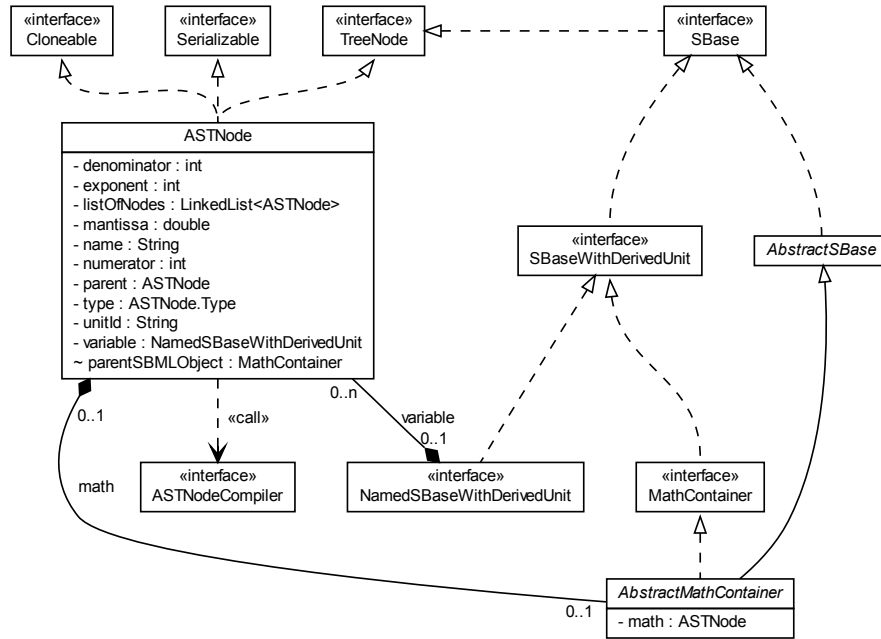 «interface»
Cloneable
«interface»
Serializable
«interface»
TreeNode
«interface»
SBase
ASTNode
- denominator : int
- exponent : int
- listOfNodes : LinkedList<ASTNode>
- mantissa : double
- name : String
- numerator : int
- parent : ASTNode
- type : ASTNode.Type
- unitId : String
- variable : NamedSBaseWithDerivedUnit
~ parentSBMLObject : MathContainer
«interface»
SBaseWithDerivedUnit
AbstractSBase
0..1
«call»
0..n
variable
0..1
math
«interface»
ASTNodeCompiler
«interface»
NamedSBaseWithDerivedUnit
«interface»
MathContainer
0..1
AbstractMathContainer
- math : ASTNode